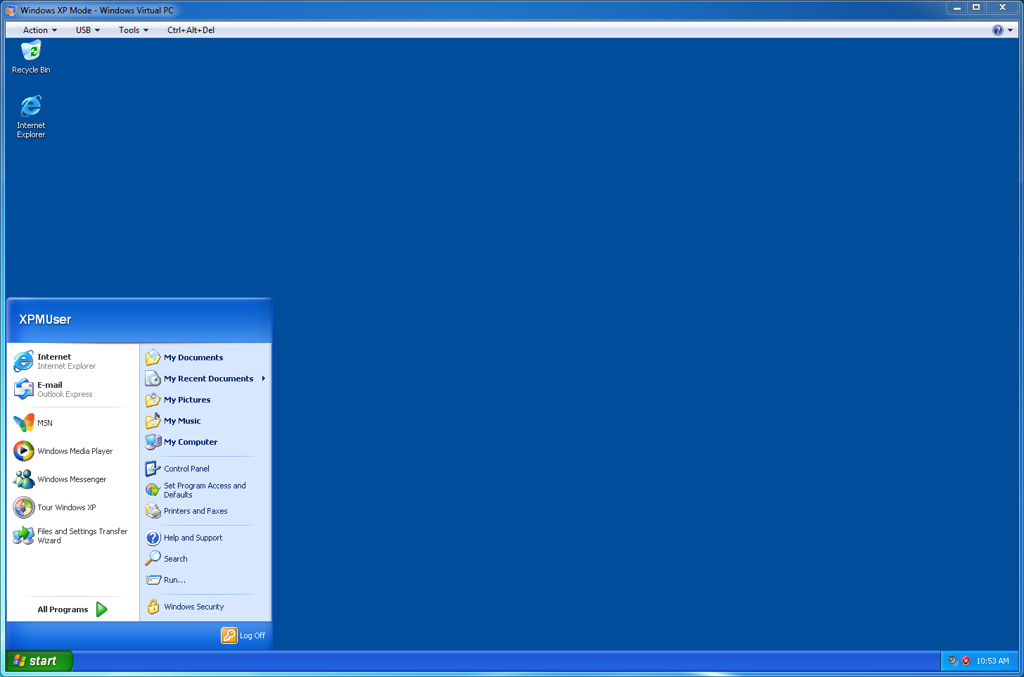 Windows XP Mode - Windows Virtual PC
Action USB Tools Ctrl+Alt+Del
Recycle Bin
Internet
Explorer
XPMUser
Internet
Internet Explorer
E-mail
Outlook Express
MSN
Windows Media Player
Windows Messenger
Tour Windows XP
Files and Settings Transfer
Wizard
All Programs
My Documents
My Recent Documents
My Pictures
My Music
My Computer
Control Panel
Set Program Access and
Defaults
Printers and Faxes
Help and Support
Search
Run...
Windows Security
Log Off
start
10:53 AM